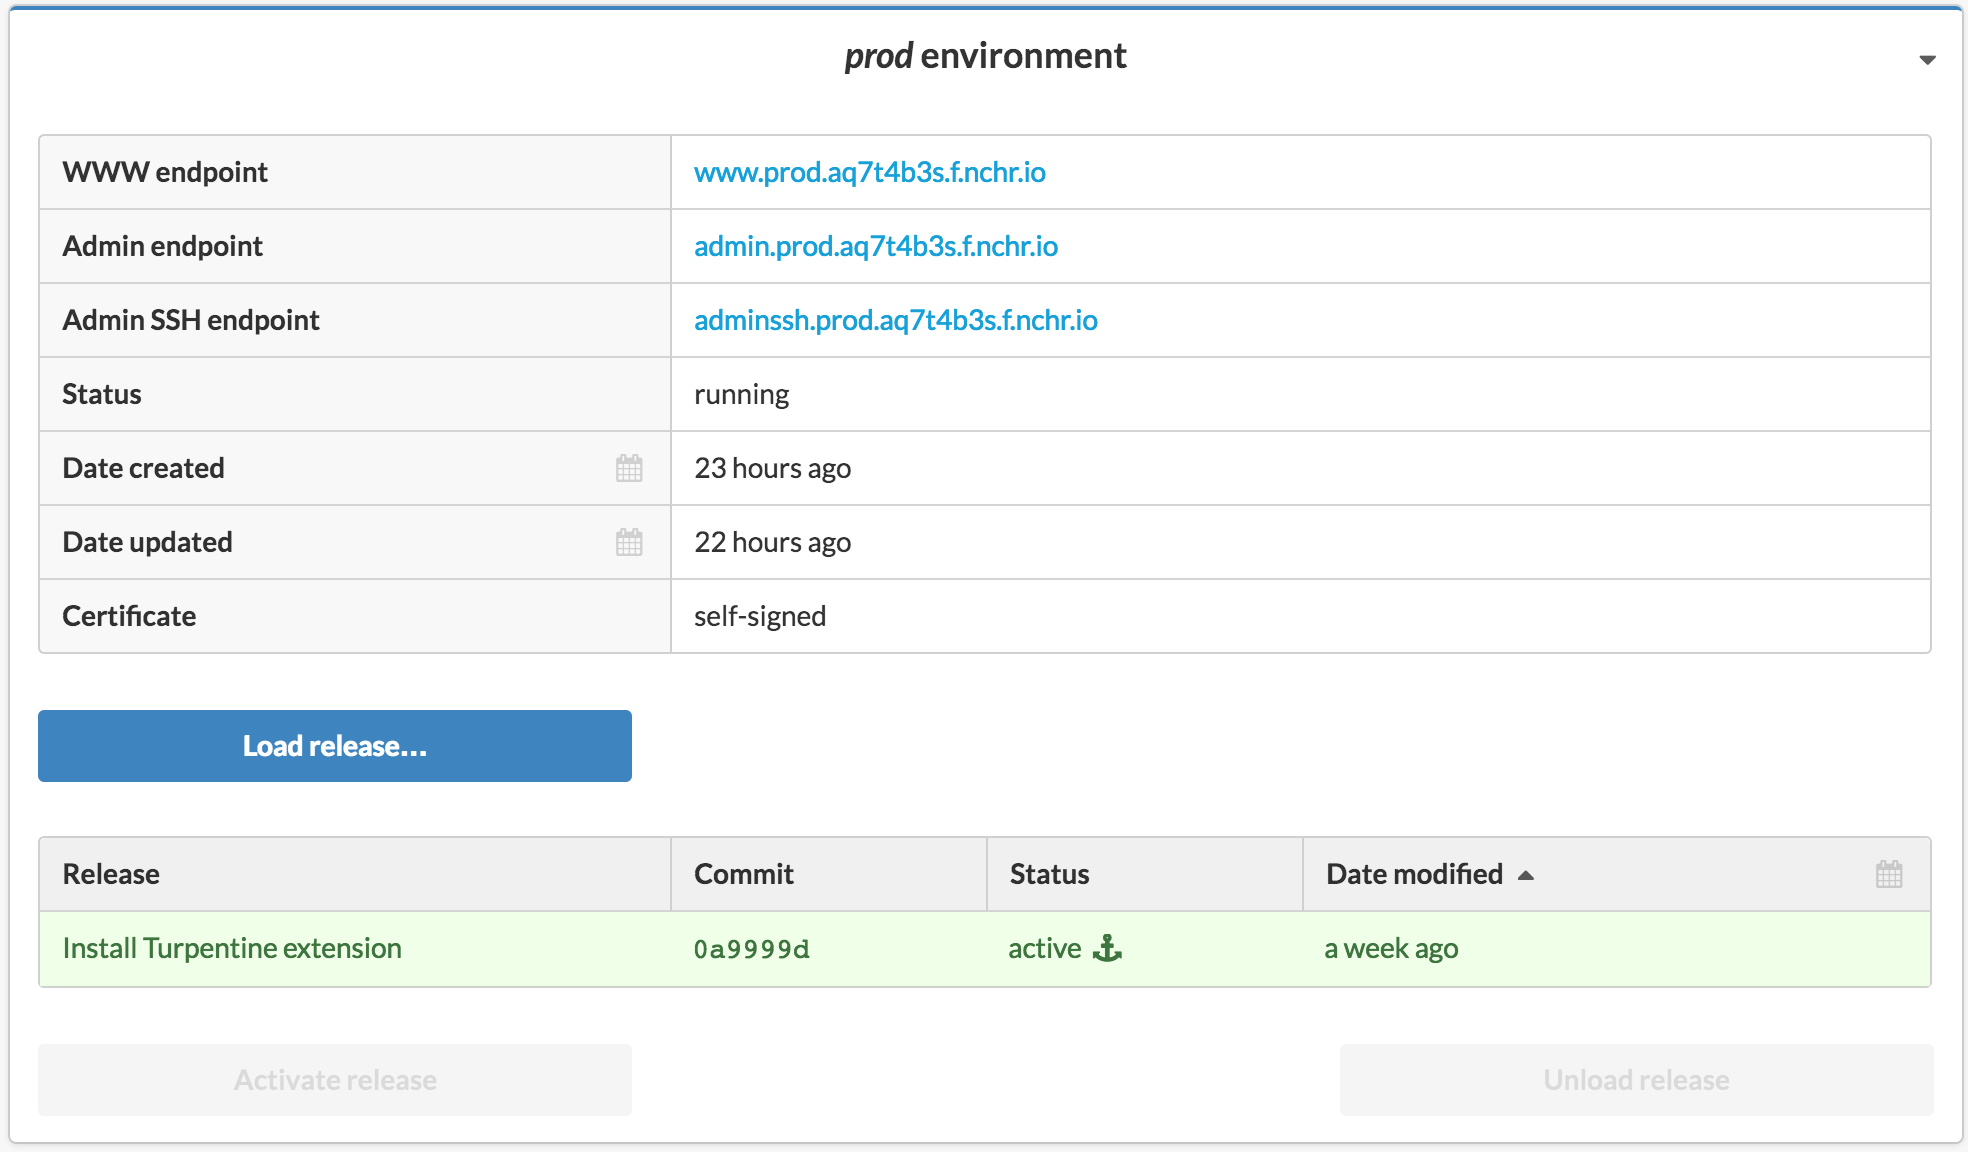 prod environment
WWW endpoint www.prod.aq7t4b3s.f.nchr.io
Admin endpoint admin.prod.aq7t4b3s.f.nchr.io
Admin SSH endpoint adminssh.prod.aq7t4b3s.f.nchr.io
Status running
Date created 23 hours ago
Date updated 22 hours ago
Certificate self-signed
Load release...
Release Commit Status Date modified
Install Turpentine extension 0a9999d active a week ago
Activate release Unload release